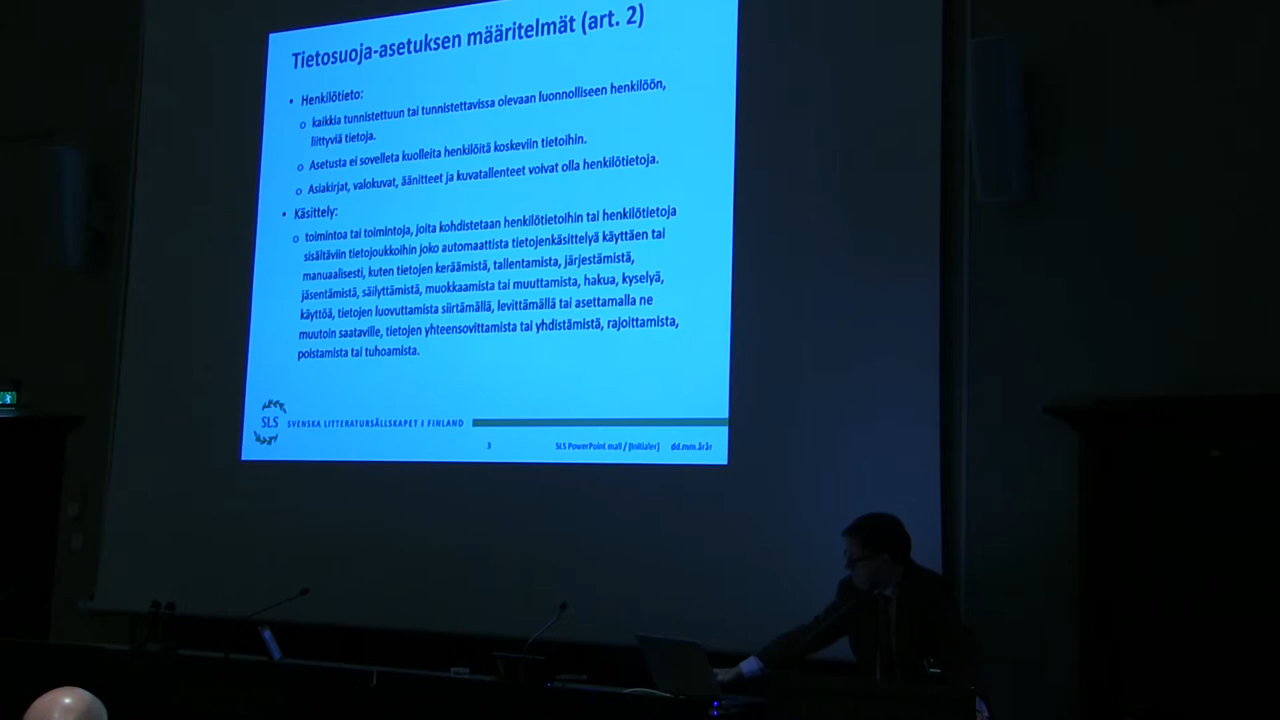 Tietosuoja-asetuksen määritelmät (art. 2)
• Henkilötieto:
o kaikkia tunnistettuun tai tunnistettavissa olevaan luonnolliseen henkilöön,
liittyviä tietoja.
o Asetusta ei sovelleta kuolleita henkilöitä koskeviin tietoihin.
o Asiakirjat, valokuvat, äänitteet ja kuvatallenteet voivat olla henkilötietoja.
• Käsittely:
o toimintoa tai toimintoja, joita kohdistetaan henkilötietoihin tai henkilötietoja
sisältäviin tietojoukkoihin joko automaattista tietojenkäsittelyä käyttäen tai
manuaalisesti, kuten tietojen keräämistä, tallentamista, järjestämistä,
jäsentämistä, säilyttämistä, muokkaamista tai muuttamista, hakua, kyselyä,
käyttöä, tietojen luovuttamista siirtämällä, levittämällä tai asettamalla ne
muutoin saataville, tietojen yhteensovittamista tai yhdistämistä, rajoittamista,
poistamista tai tuhoamista.
SLS SVENSKA LITTERATURSÄLLSKAPET I FINLAND
3 SLS PowerPoint mall / [Initialer] dd.mm.årår